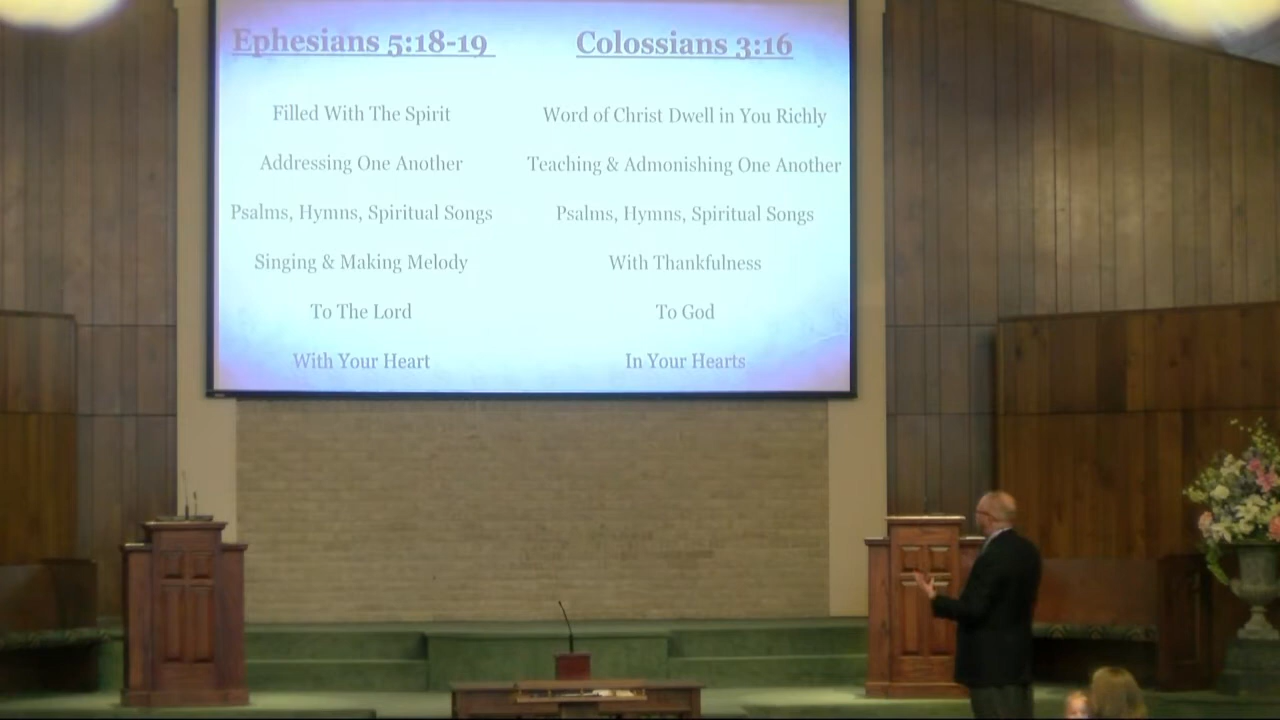 Ephesians 5:18-19
Colossians 3:16
Filled With The Spirit
Word of Christ Dwell in You Richly
Addressing One Another
Teaching & Admonishing One Another
Psalms, Hymns, Spiritual Songs
Psalms, Hymns, Spiritual Songs
Singing & Making Melody
With Thankfulness
To The Lord
To God
With Your Heart
In Your Hearts